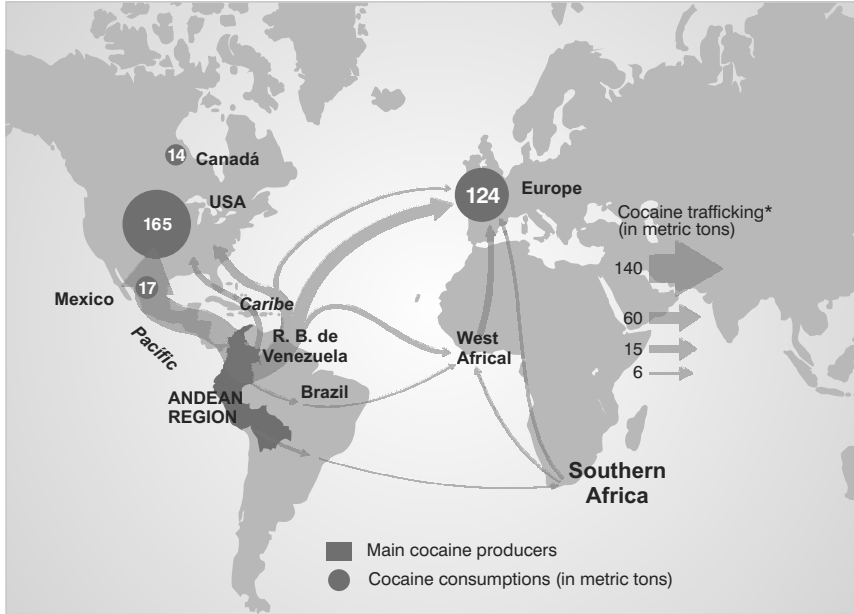 14 Canadá
USA
165
124 Europe
Cocaine trafficking*
(in metric tons)
140
60
15
6
17
Mexico
Caribe
Pacífic
R. B. de
Venezuela
West
Africal
ANDEAN
REGION
Brazil
Southern
Africa
Main cocaine producers
Cocaine consumptions (in metric tons)